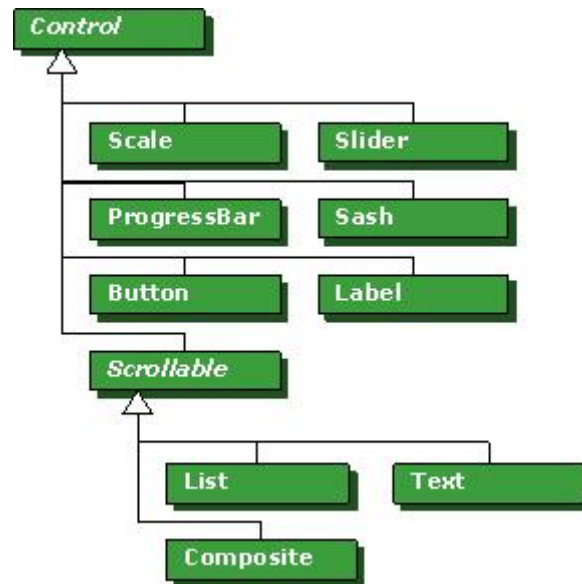 Control
Scale
Slider
ProgressBar
Sash
Button
Label
Scrollable
List
Text
Composite